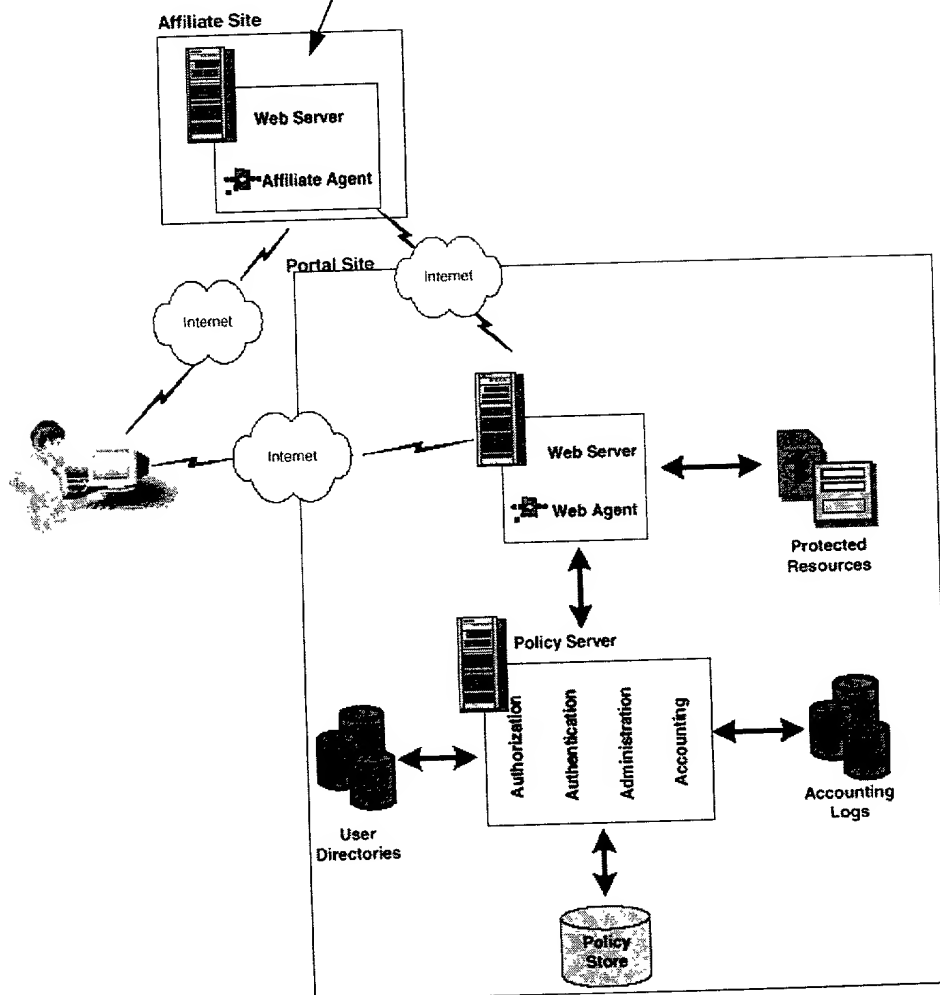 Affiliate Site
Web Server
Affiliate Agent
Portal Site
Internet
Internet
Internet
Web Server
Web Agent
Protected
Resources
Policy Server
Authorization
Authentication
Administration
Accounting
User
Directories
Accounting
Logs
Policy
Store